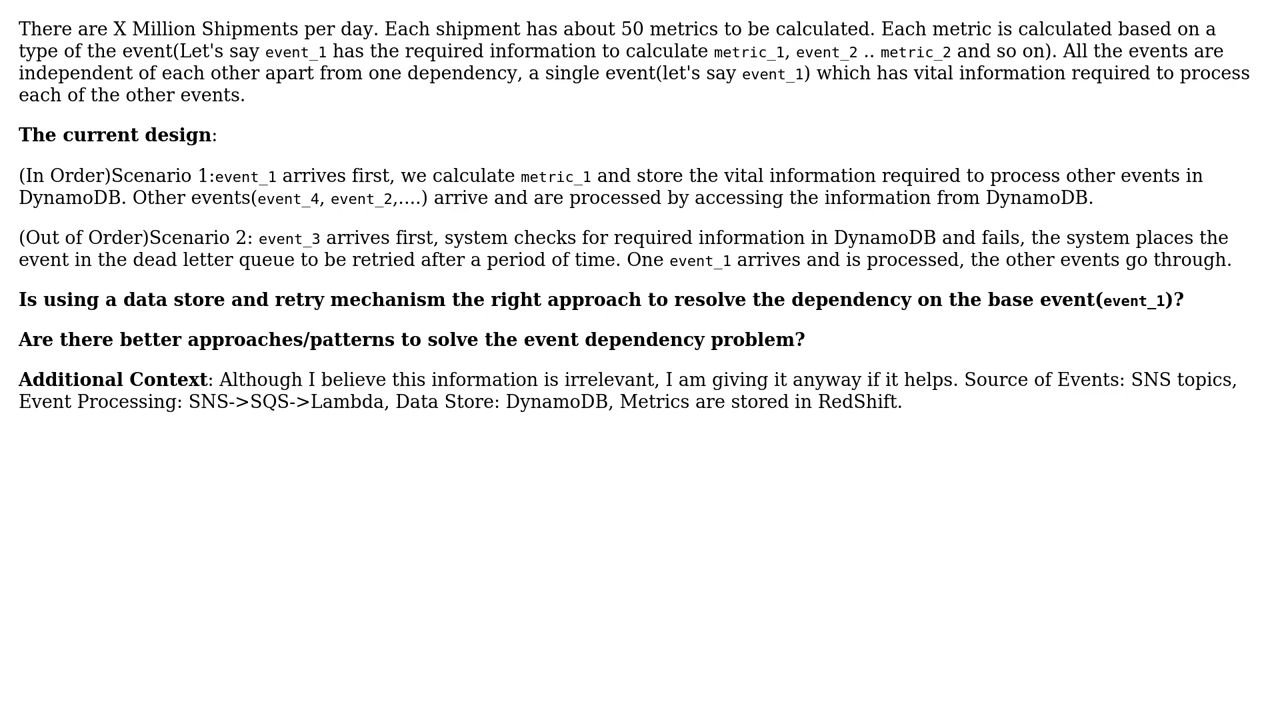 There are X Million Shipments per day. Each shipment has about 50 metrics to be calculated. Each metric is calculated based on a
type of the event(Let's say event_1 has the required information to calculate metric_1, event_2 .. metric_2 and so on). All the events are
independent of each other apart from one dependency, a single event(let's say event_1) which has vital information required to process
each of the other events.
The current design:
(In Order)Scenario 1:event_1 arrives first, we calculate metric_1 and store the vital information required to process other events in
DynamoDB. Other events(event_4, event_2,....) arrive and are processed by accessing the information from DynamoDB.
(Out of Order)Scenario 2: event_3 arrives first, system checks for required information in DynamoDB and fails, the system places the
event in the dead letter queue to be retried after a period of time. One event_1 arrives and is processed, the other events go through.
Is using a data store and retry mechanism the right approach to resolve the dependency on the base event(event_1)?
Are there better approaches/patterns to solve the event dependency problem?
Additional Context: Although I believe this information is irrelevant, I am giving it anyway if it helps. Source of Events: SNS topics,
Event Processing: SNS->SQS->Lambda, Data Store: DynamoDB, Metrics are stored in RedShift.